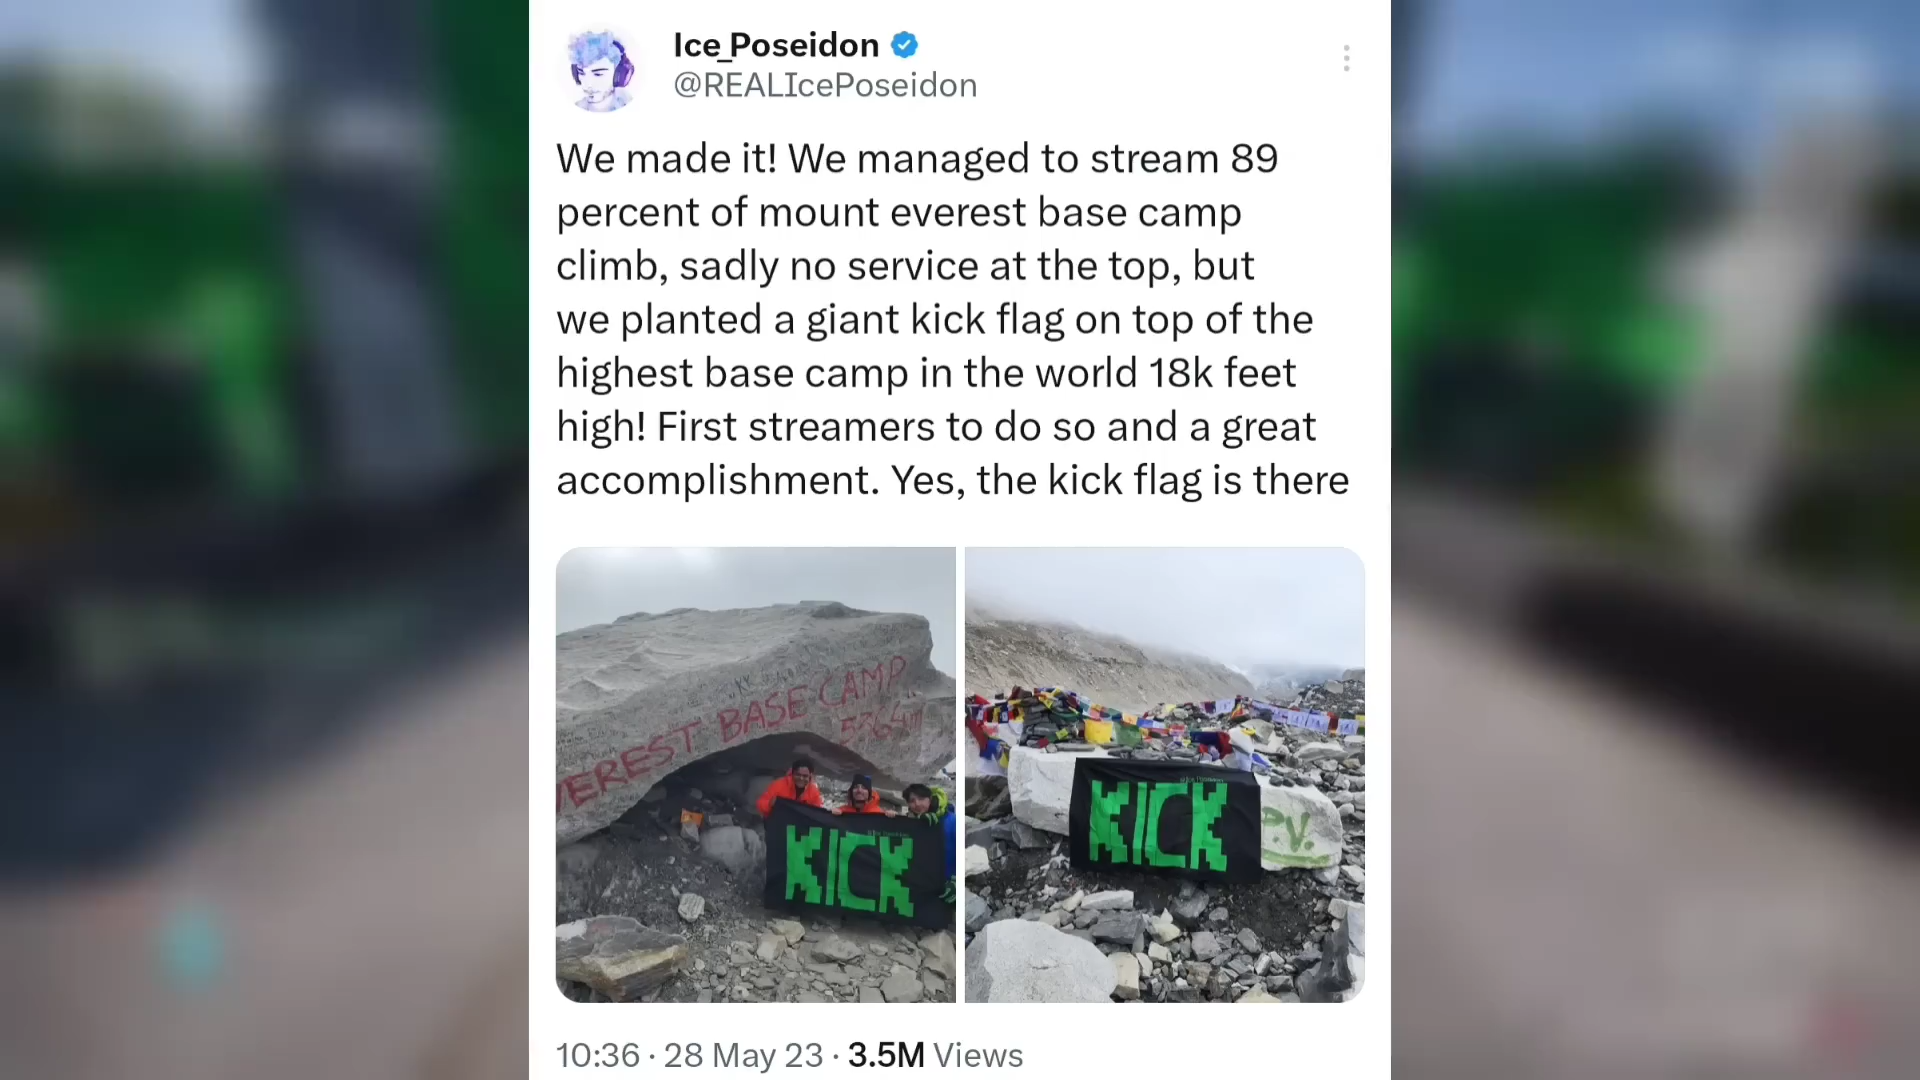 Ice_Poseidon
@REALIcePoseidon
We made it! We managed to stream 89
percent of mount everest base camp
climb, sadly no service at the top, but
we planted a giant kick flag on top of the
highest base camp in the world 18k feet
high! First streamers to do so and a great
accomplishment. Yes, the kick flag is there
VEREST BASE CAMP
5364m
KICK
KICK
P.V.
10:36 · 28 May 23 · 3.5M Views